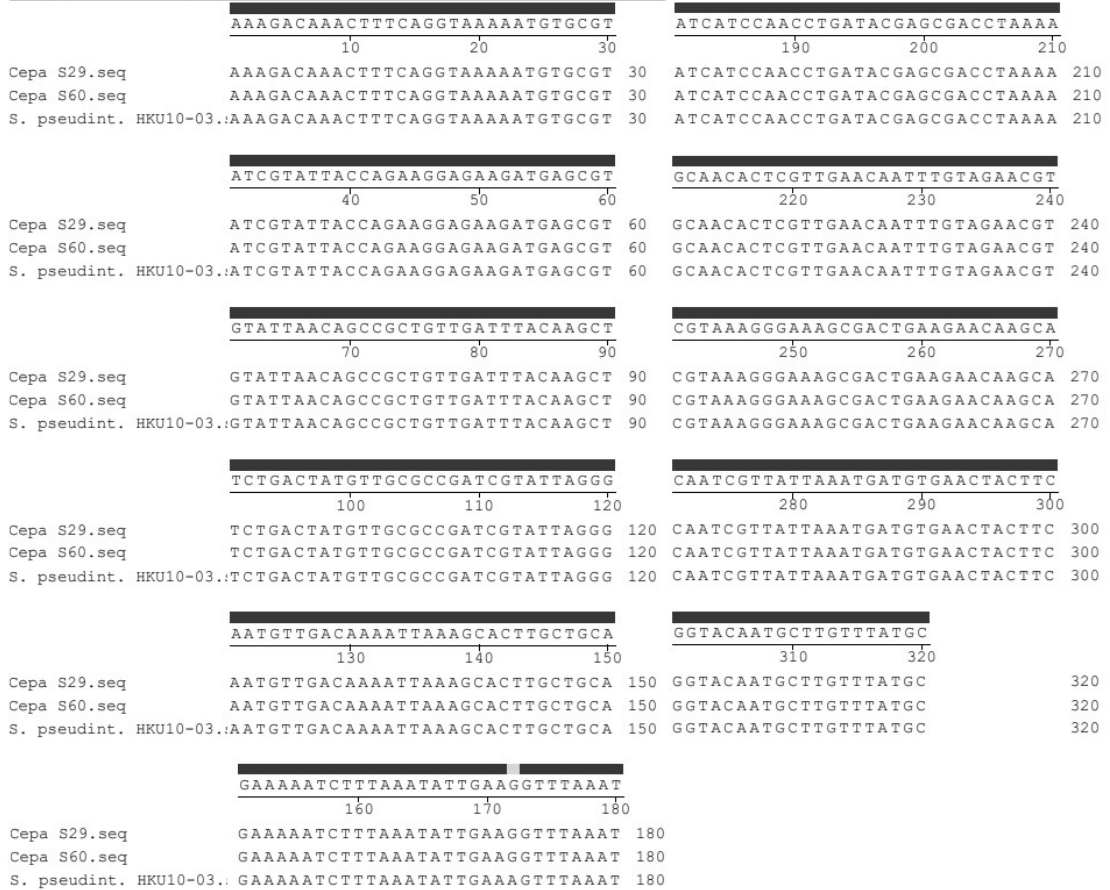 AAAGACAAACTTTCAGGTAAAAATGTGCGT
10 20 30
Cepa S29.seq AAAGACAAACTTTCAGGTAAAAATGTGCGT 30
Cepa S60.seq AAAGACAAACTTTCAGGTAAAAATGTGCGT 30
S. pseudint. HKU10-03.:AAAGACAAACTTTCAGGTAAAAATGTGCGT 30
ATCGTATTACCAGAAGGAGAAGATGAGCGT
40 50 60
Cepa S29.seq ATCGTATTACCAGAAGGAGAAGATGAGCGT 60
Cepa S60.seq ATCGTATTACCAGAAGGAGAAGATGAGCGT 60
S. pseudint. HKU10-03.:ATCGTATTACCAGAAGGAGAAGATGAGCGT 60
GTATTAACAGCCGCTGTTGATTTACAAGCT
70 80 90
Cepa S29.seq GTATTAACAGCCGCTGTTGATTTACAAGCT 90
Cepa S60.seq GTATTAACAGCCGCTGTTGATTTACAAGCT 90
S. pseudint. HKU10-03.:GTATTAACAGCCGCTGTTGATTTACAAGCT 90
TCTGACTATGTTGCGCCGATCGTATTAGGG
100 110 120
Cepa S29.seq TCTGACTATGTTGCGCCGATCGTATTAGGG 120
Cepa S60.seq TCTGACTATGTTGCGCCGATCGTATTAGGG 120
S. pseudint. HKU10-03.:TCTGACTATGTTGCGCCGATCGTATTAGGG 120
AATGTTGACAAAATTAAAGCACTTGCTGCA
130 140 150
Cepa S29.seq AATGTTGACAAAATTAAAGCACTTGCTGCA 150
Cepa S60.seq AATGTTGACAAAATTAAAGCACTTGCTGCA 150
S. pseudint. HKU10-03.:AATGTTGACAAAATTAAAGCACTTGCTGCA 150
GAAAAATCTTTAAATATTGAAGGTTTAAAT
160 170 180
Cepa S29.seq GAAAAATCTTTAAATATTGAAGGTTTAAAT 180
Cepa S60.seq GAAAAATCTTTAAATATTGAAGGTTTAAAT 180
S. pseudint. HKU10-03.: GAAAAATCTTTAAATATTGAAAGTTTAAAT 180
ATCATCCAACCTGATACGAGCGACCTAAAA
190 200 210
ATCATCCAACCTGATACGAGCGACCTAAAA 210
ATCATCCAACCTGATACGAGCGACCTAAAA 210
ATCATCCAACCTGATACGAGCGACCTAAAA 210
GCAACACTCGTTGAACAATTTGTAGAACGT
220 230 240
GCAACACTCGTTGAACAATTTGTAGAACGT 240
GCAACACTCGTTGAACAATTTGTAGAACGT 240
GCAACACTCGTTGAACAATTTGTAGAACGT 240
CGTAAAGGGAAAGCGACTGAAGAACAAGCA
250 260 270
CGTAAAGGGAAAGCGACTGAAGAACAAGCA 270
CGTAAAGGGAAAGCGACTGAAGAACAAGCA 270
CGTAAAGGGAAAGCGACTGAAGAACAAGCA 270
CAATCGTTATTAAATGATGTGAACTACTTC
280 290 300
CAATCGTTATTAAATGATGTGAACTACTTC 300
CAATCGTTATTAAATGATGTGAACTACTTC 300
CAATCGTTATTAAATGATGTGAACTACTTC 300
GGTACAATGCTTGTTTATGC
310 320
GGTACAATGCTTGTTTATGC 320
GGTACAATGCTTGTTTATGC 320
GGTACAATGCTTGTTTATGC 320